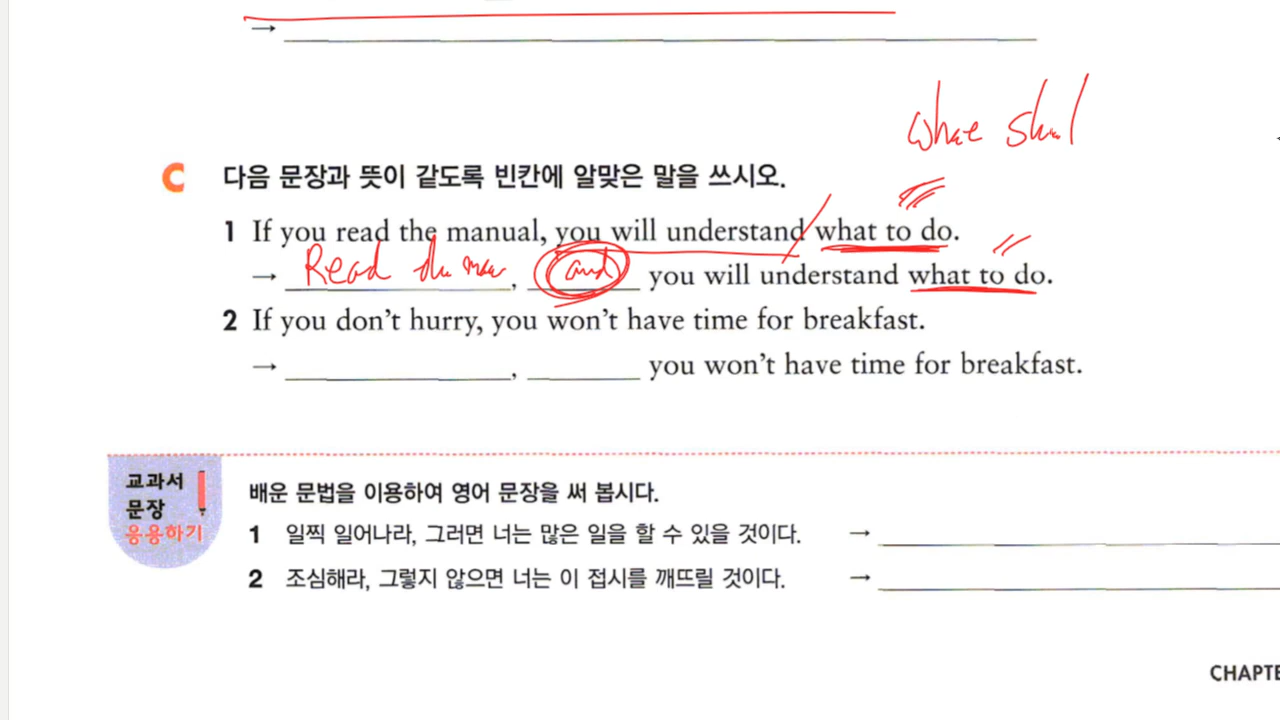 →
what
C 다음 문장과 뜻이 같도록 빈칸에 알맞은 말을 쓰시오.
1 If you read the manual, you will understand what to do.
→ Read the , and you will understand what to do.
2 If you don't hurry, you won't have time for breakfast.
→ , you won't have time for breakfast.
교과서
문장
응용하기
배운 문법을 이용하여 영어 문장을 써 봅시다.
1 일찍 일어나라, 그러면 너는 많은 일을 할 수 있을 것이다. →
2 조심해라, 그렇지 않으면 너는 이 접시를 깨뜨릴 것이다. →
CHAPTE